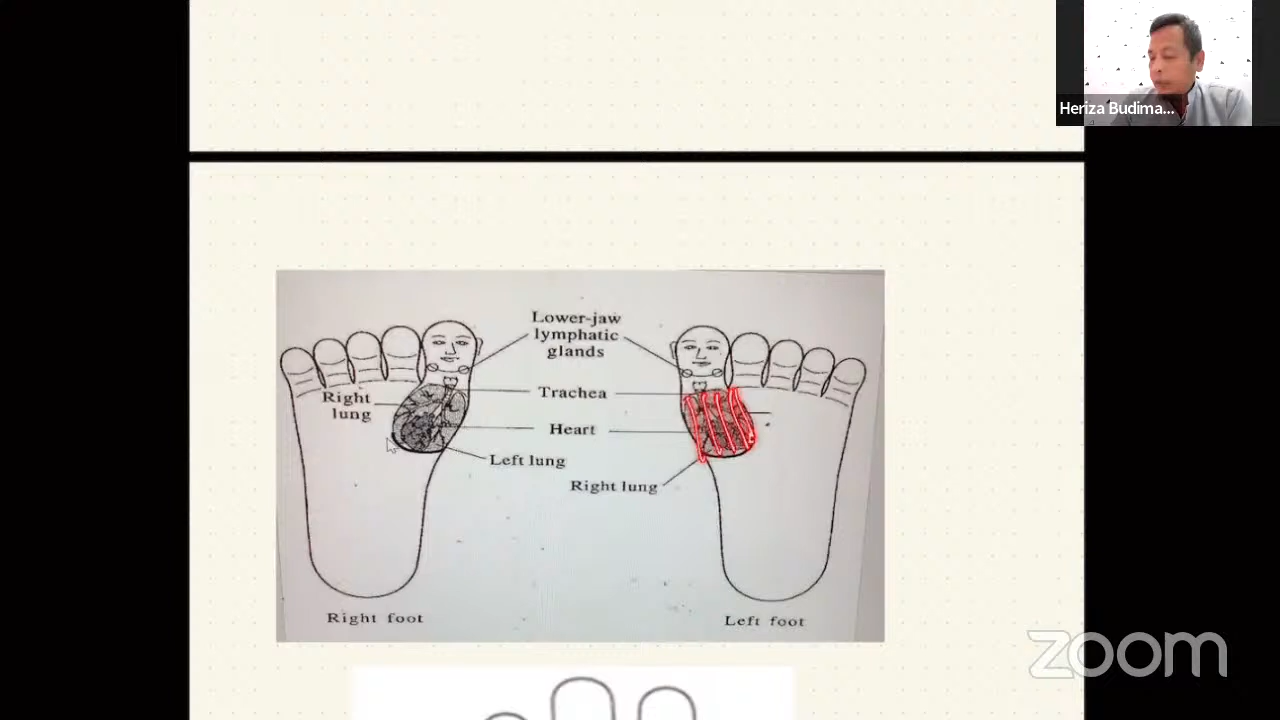 Heriza Budima...
Lower-jaw
lymphatic
glands
Right
lung
Trachea
Heart
Left lung
Right lung
Right foot
Left foot
zoom